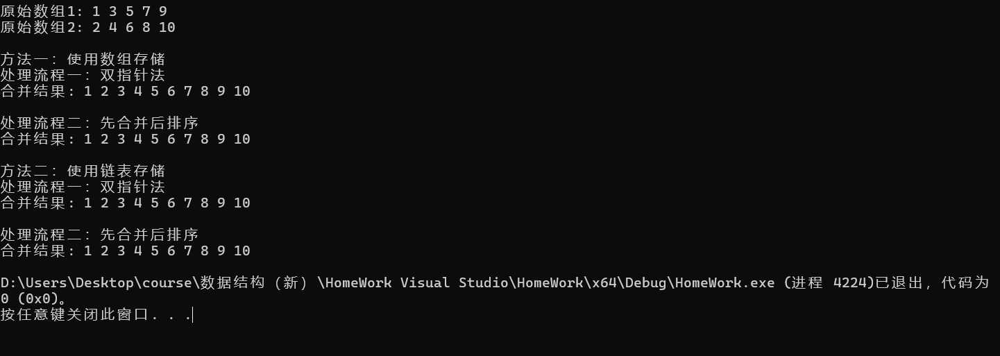 原始数组1: 1 3 5 7 9
原始数组2: 2 4 6 8 10
方法一: 使用数组存储
处理流程一: 双指针法
合并结果: 1 2 3 4 5 6 7 8 9 10
处理流程二: 先合并后排序
合并结果: 1 2 3 4 5 6 7 8 9 10
方法二: 使用链表存储
处理流程一: 双指针法
合并结果: 1 2 3 4 5 6 7 8 9 10
处理流程二: 先合并后排序
合并结果: 1 2 3 4 5 6 7 8 9 10
D:\Users\Desktop\course\数据结构（新）\HomeWork Visual Studio\HomeWork\x64\Debug\HomeWork.exe (进程 4224)已退出，代码为
0 (0x0)。
按任意键关闭此窗口. . .